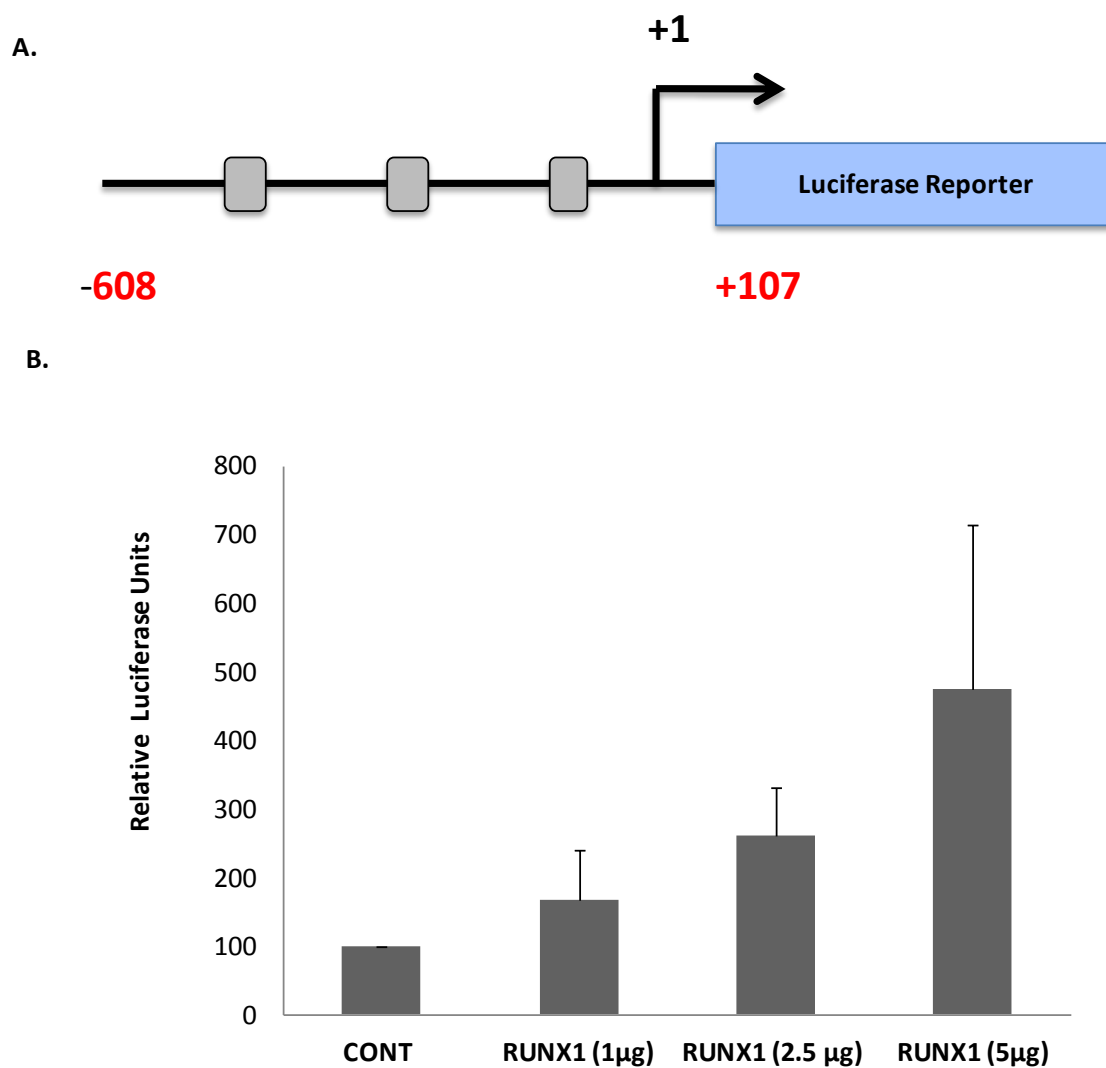 A.
+1
Luciferase Reporter
-608
+107
B.
Relative Luciferase Units
800
700
600
500
400
300
200
100
0
CONT
RUNX1 (1µg)
RUNX1 (2.5 µg)
RUNX1 (5µg)